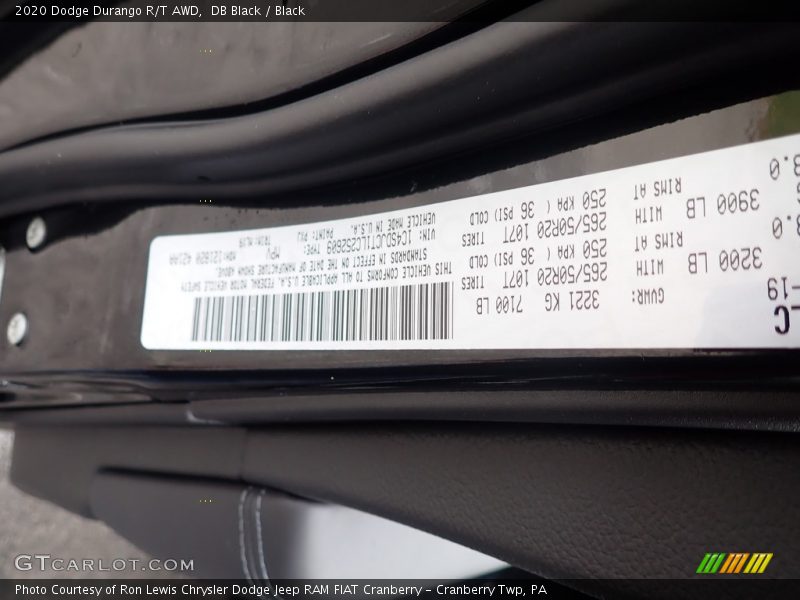 2020 Dodge Durango R/T AWD,  DB Black / Black
LC
-19
GVWR:
3221 KG
7100 LB
3200 LB
WITH
265/50R20 107T
TIRES
RIMS AT
250 KPA ( 36 PSI) COLD
3900 LB
WITH
265/50R20 107T
TIRES
RIMS AT
250 KPA ( 36 PSI) COLD
THIS VEHICLE CONFORMS TO ALL APPLICABLE U.S.A. FEDERAL MOTOR VEHICLE SAFETY
STANDARDS IN EFFECT ON THE DATE OF MANUFACTURE SHOWN ABOVE.
TYPE: MPV
VEHICLE MADE IN U.S.A.
GTCARLOT.COM
Photo Courtesy of Ron Lewis Chrysler Dodge Jeep RAM FIAT Cranberry – Cranberry Twp, PA